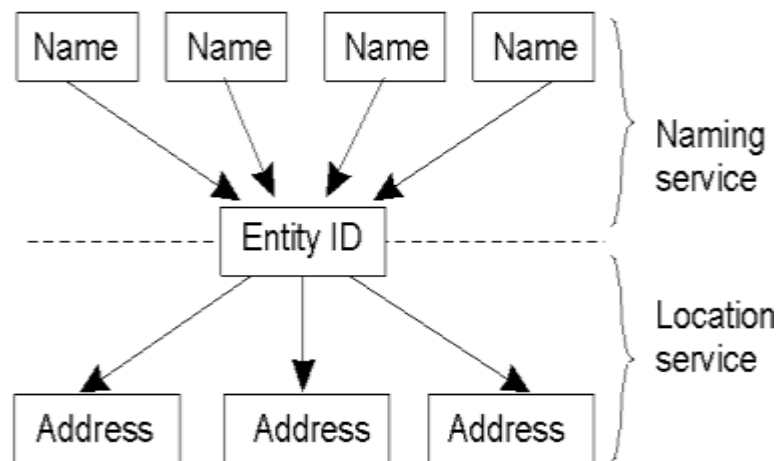 Name
Name
Name
Name
Naming
service
Entity ID
Location
service
Address
Address
Address